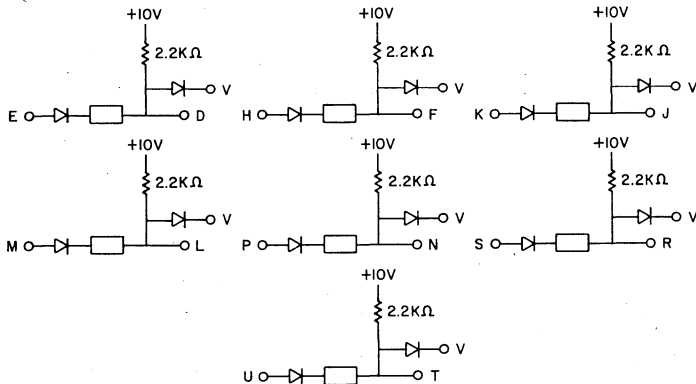 +10V +10V +10V
2.2KΩ 2.2KΩ 2.2KΩ
V V V
E D H F K J
+10V +10V +10V
2.2KΩ 2.2KΩ 2.2KΩ
V V V
M L P N S R
+10V
2.2KΩ
V
U T